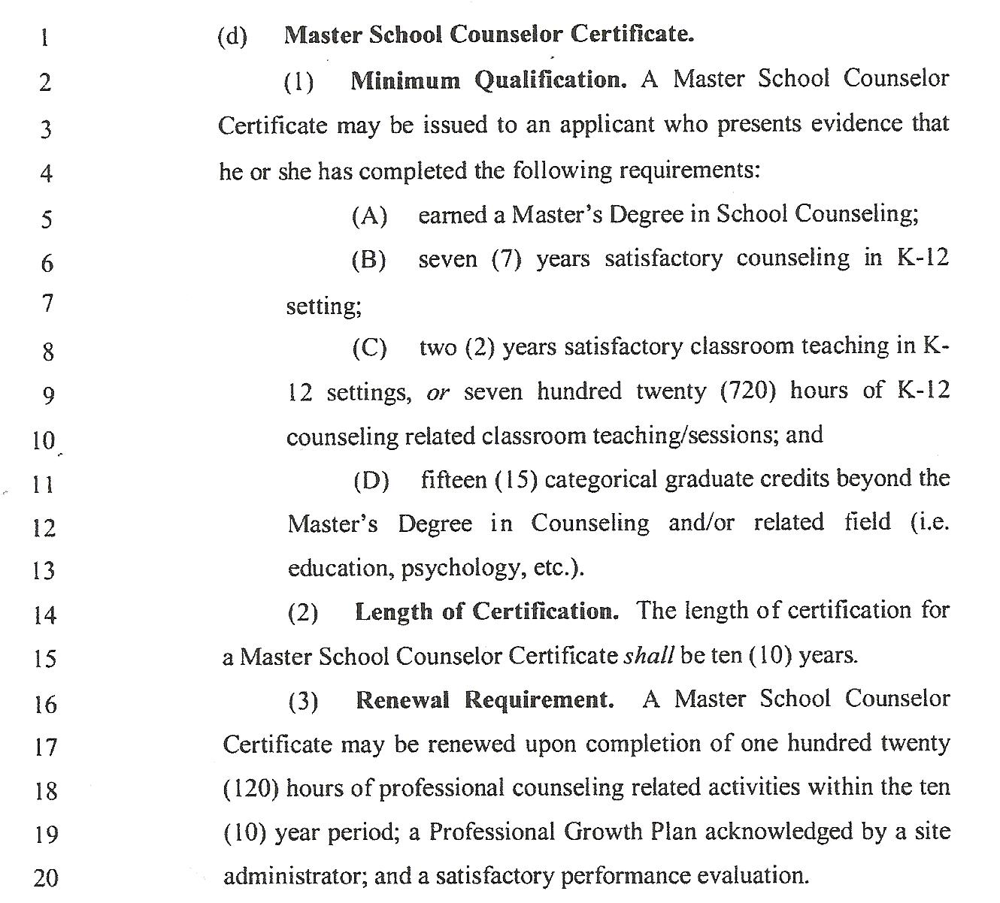 1 (d) Master School Counselor Certificate.
2 (1) Minimum Qualification. A Master School Counselor
3 Certificate may be issued to an applicant who presents evidence that
4 he or she has completed the following requirements:
5 (A) earned a Master's Degree in School Counseling;
6 (B) seven (7) years satisfactory counseling in K-12
7 setting;
8 (C) two (2) years satisfactory classroom teaching in K-
9 12 settings, or seven hundred twenty (720) hours of K-12
10 counseling related classroom teaching/sessions; and
11 (D) fifteen (15) categorical graduate credits beyond the
12 Master's Degree in Counseling and/or related field (i.e.
13 education, psychology, etc.).
14 (2) Length of Certification. The length of certification for
15 a Master School Counselor Certificate shall be ten (10) years.
16 (3) Renewal Requirement. A Master School Counselor
17 Certificate may be renewed upon completion of one hundred twenty
18 (120) hours of professional counseling related activities within the ten
19 (10) year period; a Professional Growth Plan acknowledged by a site
20 administrator; and a satisfactory performance evaluation.